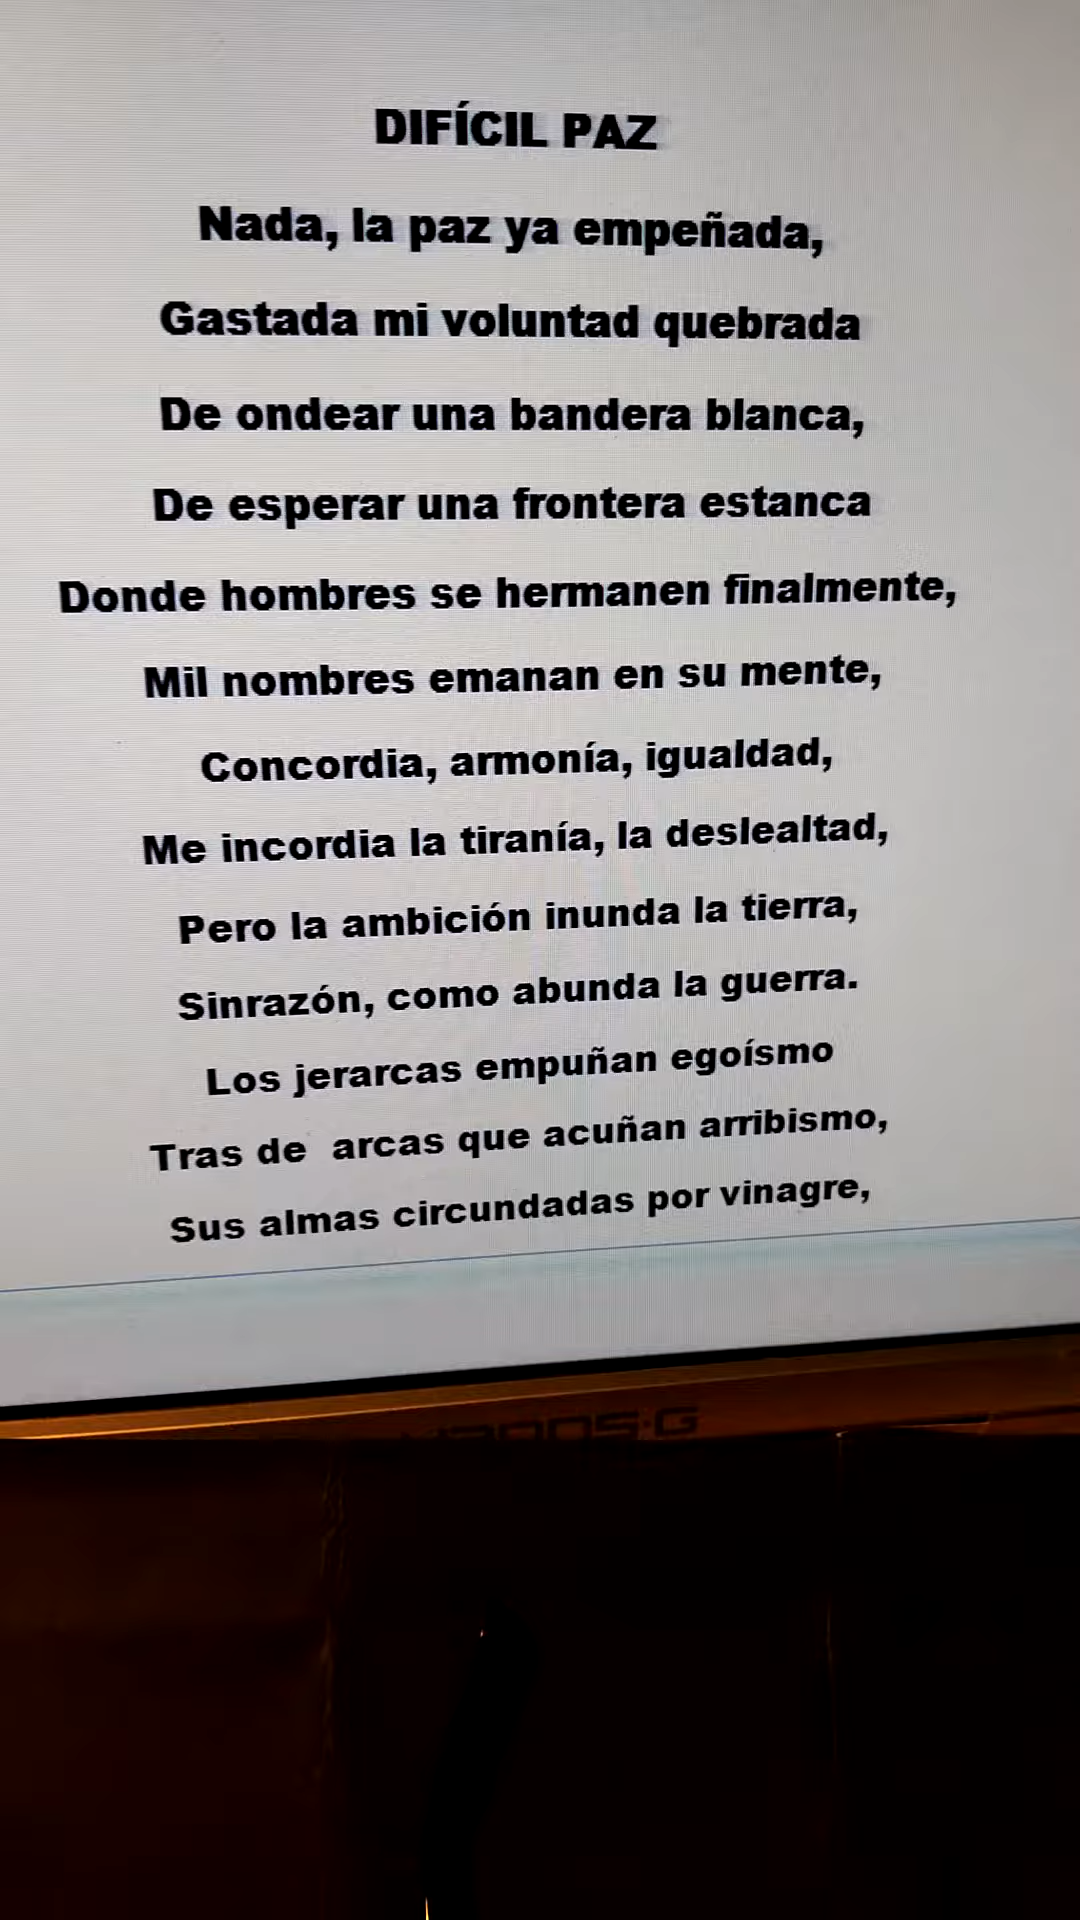 DIFÍCIL PAZ
Nada, la paz ya empeñada,
Gastada mi voluntad quebrada
De ondear una bandera blanca,
De esperar una frontera estanca
Donde hombres se hermanen finalmente,
Mil nombres emanan en su mente,
Concordia, armonía, igualdad,
Me incordia la tiranía, la deslealtad,
Pero la ambición inunda la tierra,
Sinrazón, como abunda la guerra.
Los jerarcas empuñan egoísmo
Tras de arcas que acuñan arribismo,
Sus almas circundadas por vinagre,